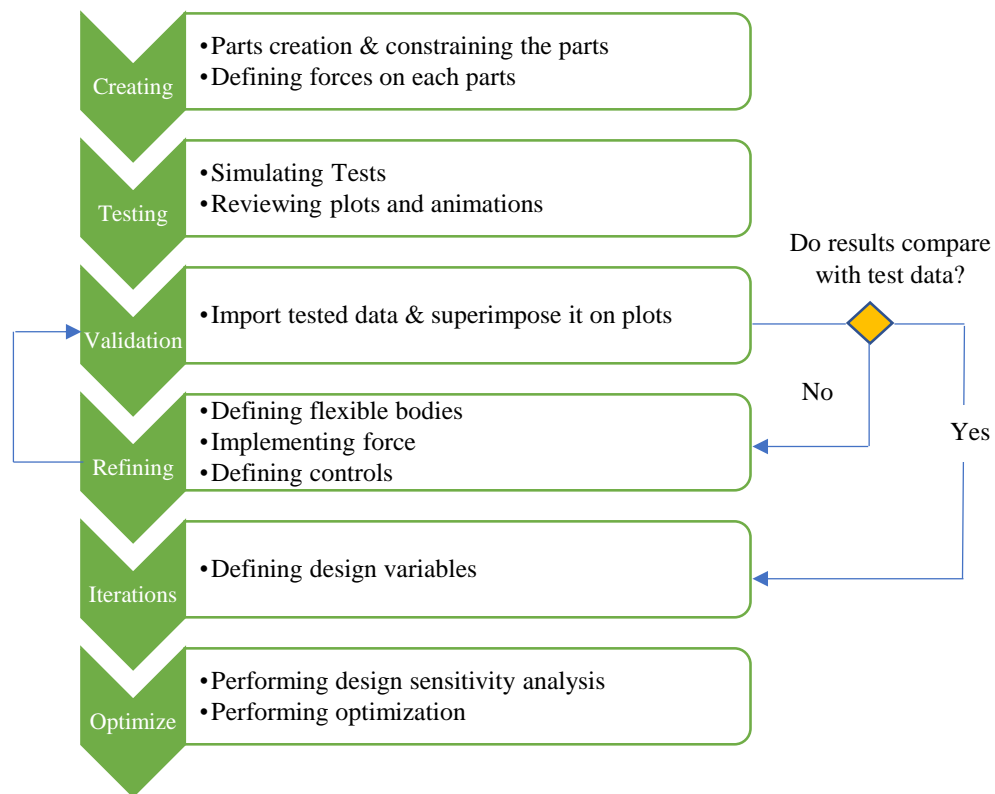 Creating
•Parts creation & constraining the parts
•Defining forces on each parts
Testing
•Simulating Tests
•Reviewing plots and animations
Validation
•Import tested data & superimpose it on plots
Do results compare
with test data?
No
Yes
Refining
•Defining flexible bodies
•Implementing force
•Defining controls
Iterations
•Defining design variables
Optimize
•Performing design sensitivity analysis
•Performing optimization